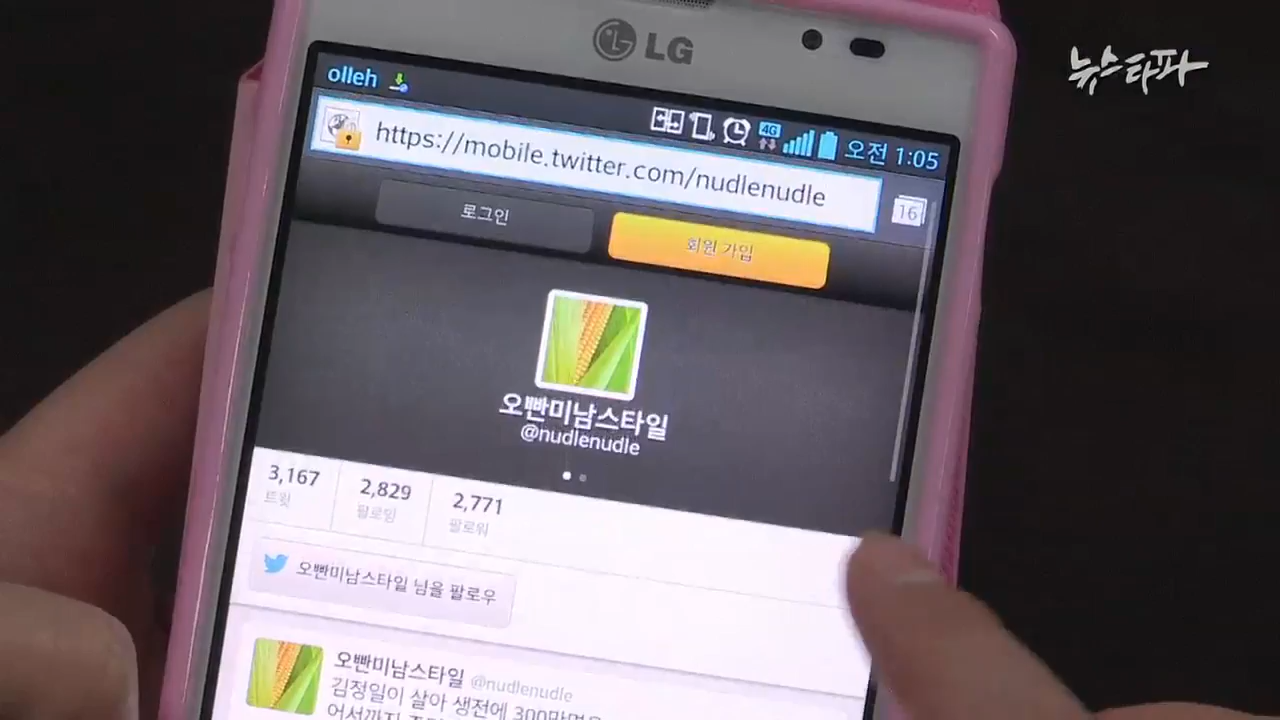 뉴스타파
LG
olleh
4G
오전 1:05
https://mobile.twitter.com/nudlenudle
16
로그인
회원 가입
오빤미남스타일
@nudlenudle
3,167
트윗
2,829
팔로잉
2,771
팔로워
오빤미남스타일 님을 팔로우
오빤미남스타일 @nudlenudle
김정일이 살아 생전에 300만명을